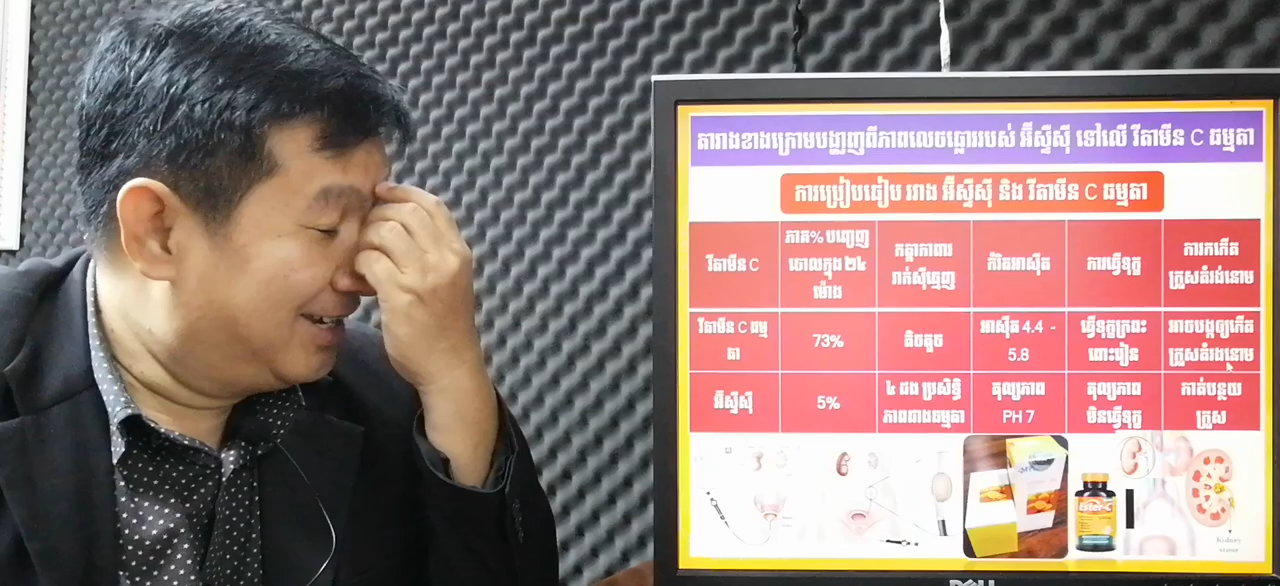 តារាងខាងក្រោមបង្ហាញពីភាពលេចធ្លោររបស់ អ៊ីស្ទឺស៊ី ទៅលើ វីតាមីន C ធម្មតា
ការប្រៀបធៀប រវាង អ៊ីស្ទឺស៊ី និង វីតាមីន C ធម្មតា
វីតាមីន C
ភាគ% បញ្ចេញ
ចោលក្នុង ២៤
ម៉ោង
កត្តាការពារ
រាក់ស៊ីធ្មេញ
កំរិតអាស៊ីត
ការធ្វើទុក្ខ
ការកកើត
គ្រួសតំរង់នោម
វីតាមីន C ធម្ម
តា
73%
តិចតួច
អាស៊ីត 4.4 -
5.8
ធ្វើទុក្ខក្រពះ
ពោះវៀន
អាចបង្កឲ្យកើត
គ្រួសតំរងនោម
អ៊ីស្ទឺស៊ី
5%
៤ ដង ប្រសិទ្ធិ
ភាពជាងធម្មតា
តុល្យភាព
PH 7
តុល្យភាព
មិនធ្វើទុក្ខ
កាត់បន្ថយ
គ្រួស
Ester-C
Kidney
stone
DELL